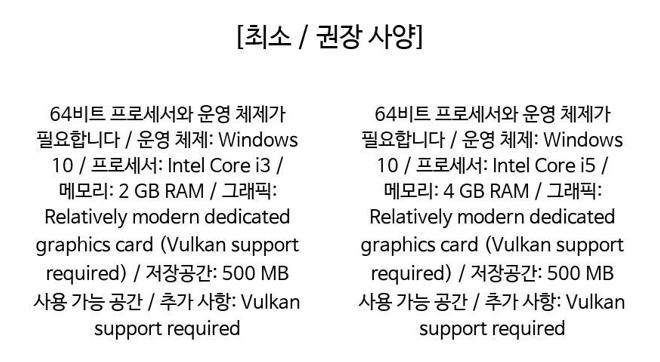 [최소 / 권장 사양]
64비트 프로세서와 운영 체제가
필요합니다 / 운영 체제: Windows
10 / 프로세서: Intel Core i3 /
메모리: 2 GB RAM / 그래픽:
Relatively modern dedicated
graphics card (Vulkan support
required) / 저장공간: 500 MB
사용 가능 공간 / 추가 사항: Vulkan
support required
64비트 프로세서와 운영 체제가
필요합니다 / 운영 체제: Windows
10 / 프로세서: Intel Core i5 /
메모리: 4 GB RAM / 그래픽:
Relatively modern dedicated
graphics card (Vulkan support
required) / 저장공간: 500 MB
사용 가능 공간 / 추가 사항: Vulkan
support required